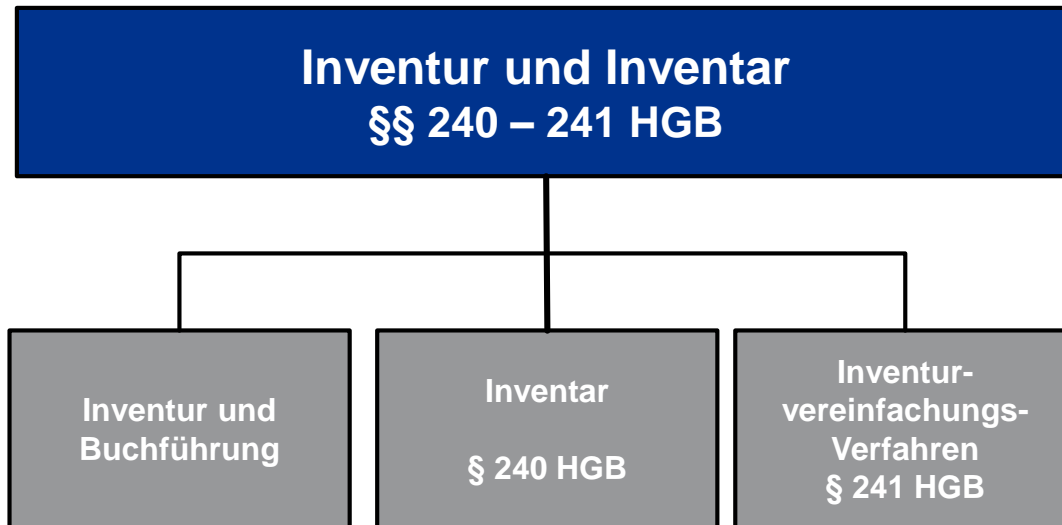 Inventur und Inventar
§§ 240 – 241 HGB
Inventur und
Buchführung
Inventar
§ 240 HGB
Inventur-
vereinfachungs-
Verfahren
§ 241 HGB